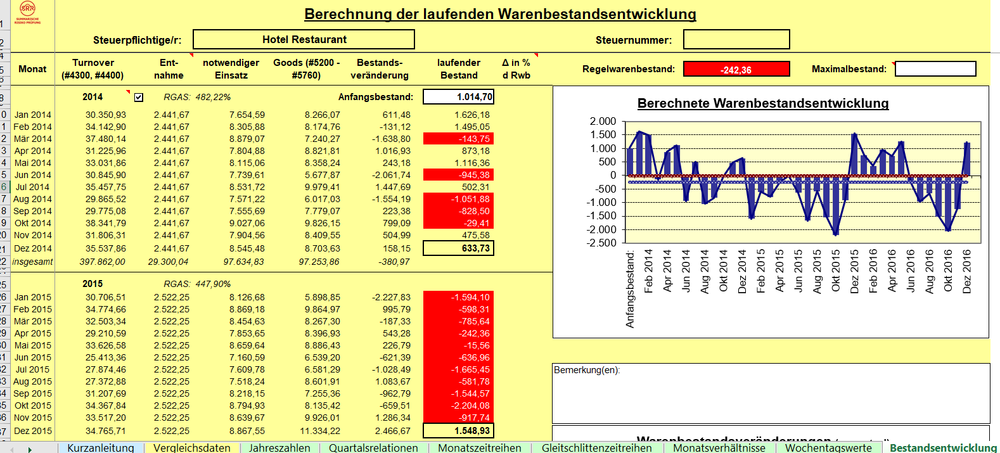 SRP
SUMMARISCHE
RISIKO PRÜFUNG
Berechnung der laufenden Warenbestandsentwicklung
Steuerpflichtige/r: Hotel Restaurant Steuernummer:
Monat Turnover (#4300, #4400) Ent-nahme notwendiger Einsatz Goods (#5200 - #5760) Bestands-veränderung laufender Bestand Δ in % d Rwb
Regelwarenbestand: -242,36 Maximalbestand:
2014 RGAS: 482,22% Anfangsbestand: 1.014,70
Jan 2014 30.350,93 2.441,67 7.654,59 8.266,07 611,48 1.626,18
Feb 2014 34.142,90 2.441,67 8.305,88 8.174,76 -131,12 1.495,05
Mär 2014 37.480,14 2.441,67 8.879,07 7.240,27 -1.638,80 -143,75
Apr 2014 31.225,96 2.441,67 7.804,88 8.821,81 1.016,93 873,18
Mai 2014 33.031,86 2.441,67 8.115,06 8.358,24 243,18 1.116,36
Jun 2014 30.845,90 2.441,67 7.739,61 5.677,87 -2.061,74 -945,38
Jul 2014 35.457,75 2.441,67 8.531,72 9.979,41 1.447,69 502,31
Aug 2014 29.865,52 2.441,67 7.571,22 6.017,03 -1.554,19 -1.051,88
Sep 2014 29.775,08 2.441,67 7.555,69 7.779,07 223,38 -828,50
Okt 2014 38.341,79 2.441,67 9.027,06 9.826,15 799,09 -29,41
Nov 2014 31.806,31 2.441,67 7.904,56 8.409,55 504,99 475,58
Dez 2014 35.537,86 2.441,67 8.545,48 8.703,63 158,15 633,73
insgesamt 397.862,00 29.300,04 97.634,83 97.253,86 -380,97
2015 RGAS: 447,90%
Jan 2015 30.706,51 2.522,25 8.126,68 5.898,85 -2.227,83 -1.594,10
Feb 2015 34.774,66 2.522,25 8.869,18 9.864,97 995,79 -598,31
Mär 2015 32.503,34 2.522,25 8.454,63 8.267,30 -187,33 -785,64
Apr 2015 29.210,59 2.522,25 7.853,65 8.396,93 543,28 -242,36
Mai 2015 33.626,58 2.522,25 8.659,64 8.886,43 226,79 -15,56
Jun 2015 25.413,36 2.522,25 7.160,59 6.539,20 -621,39 -636,96
Jul 2015 27.874,46 2.522,25 7.609,78 6.581,29 -1.028,49 -1.665,45
Aug 2015 27.372,88 2.522,25 7.518,24 8.601,91 1.083,67 -581,78
Sep 2015 31.207,69 2.522,25 8.218,15 7.255,36 -962,79 -1.544,57
Okt 2015 34.367,84 2.522,25 8.794,93 8.135,42 -659,51 -2.204,08
Nov 2015 33.517,20 2.522,25 8.639,67 9.926,01 1.286,34 -917,74
Dez 2015 34.765,71 2.522,25 8.867,55 11.334,22 2.466,67 1.548,93
Berechnete Warenbestandsentwicklung
2.000
1.500
1.000
500
0
-500
-1.000
-1.500
-2.000
-2.500
Anfangsbestand: Feb 2014 Apr 2014 Jun 2014 Aug 2014 Okt 2014 Dez 2014 Feb 2015 Apr 2015 Jun 2015 Aug 2015 Okt 2015 Dez 2015 Feb 2016 Apr 2016 Jun 2016 Aug 2016 Okt 2016 Dez 2016
Bemerkung(en):
Warenbestandsveränderungen
Kurzanleitung Vergleichsdaten Jahreszahlen Quartalsrelationen Monatszeitreihen Gleitschlittenzeitreihen Monatsverhältnisse Wochentagswerte Bestandsentwicklung